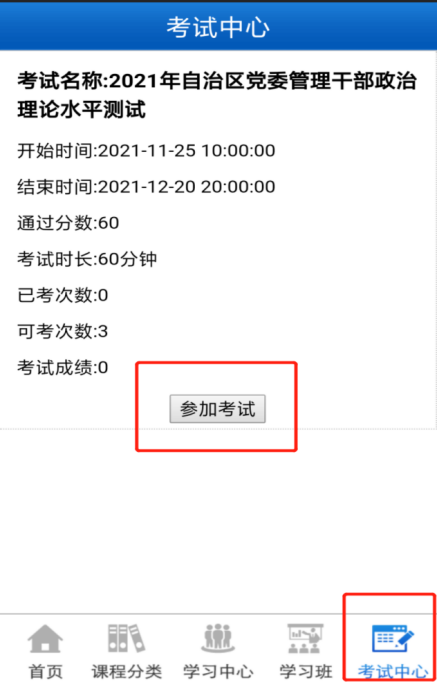 考试中心
考试名称:2021年自治区党委管理干部政治
理论水平测试
开始时间:2021-11-25 10:00:00
结束时间:2021-12-20 20:00:00
通过分数:60
考试时长:60分钟
已考次数:0
可考次数:3
考试成绩:0
参加考试
首页 课程分类 学习中心 学习班 考试中心